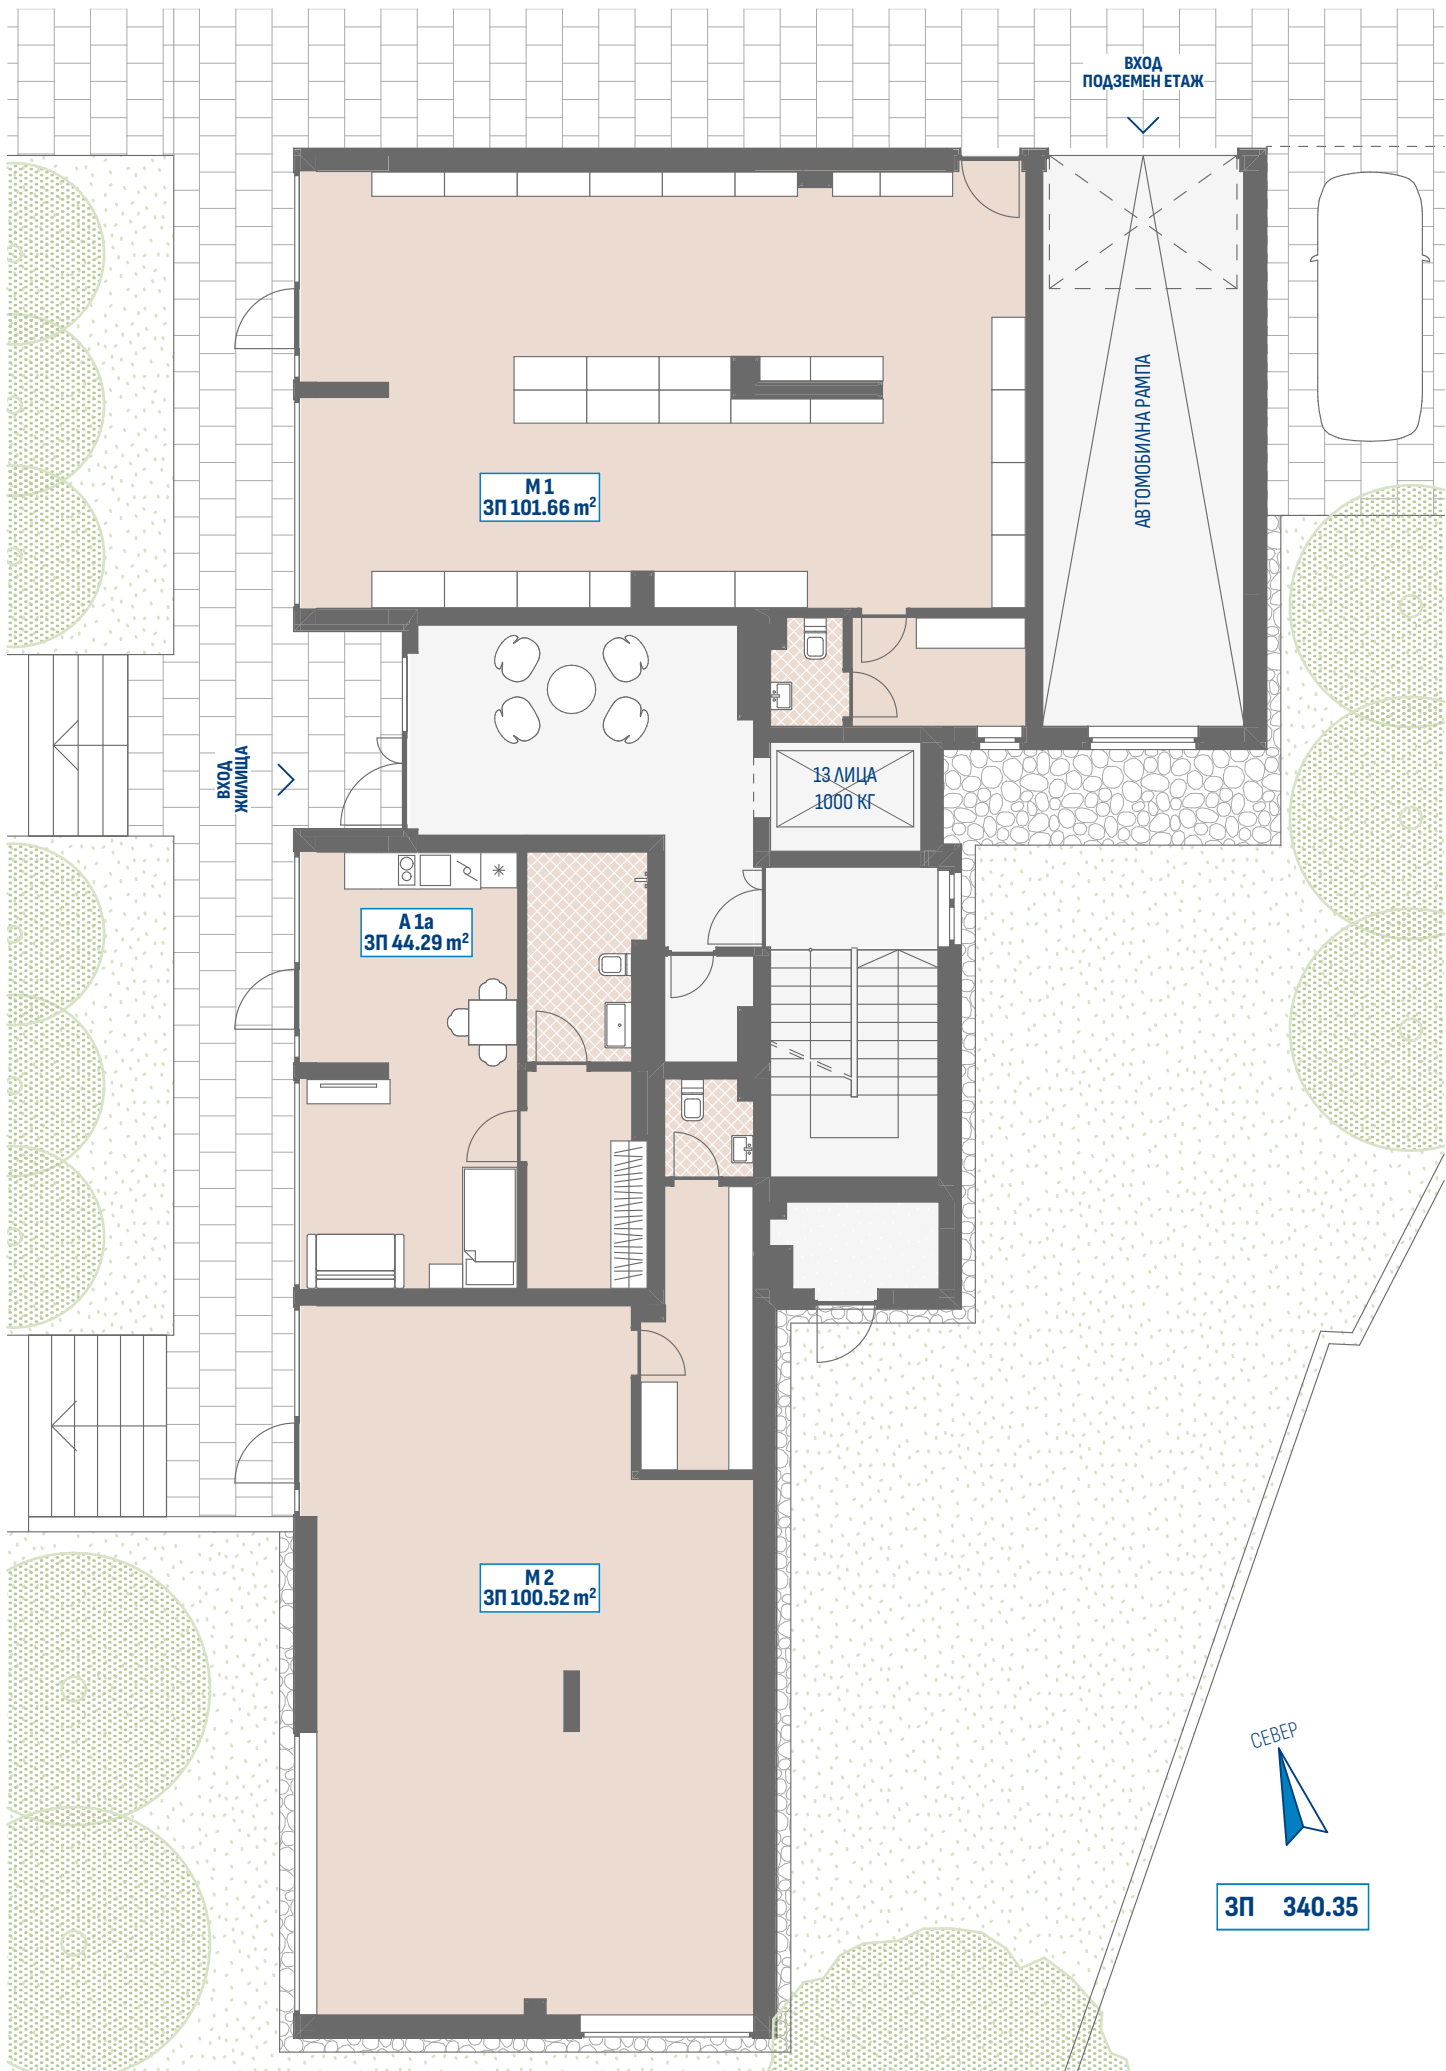 ВХОД
ПОДЗЕМЕН ЕТАЖ
АВТОМОБИЛНА РАМПА
М 1
ЗП 101.66 m²
ВХОД
ЖИЛИЩА
13 ЛИЦА
1000 КГ
А 1а
ЗП 44.29 m²
М 2
ЗП 100.52 m²
СЕВЕР
ЗП 340.35